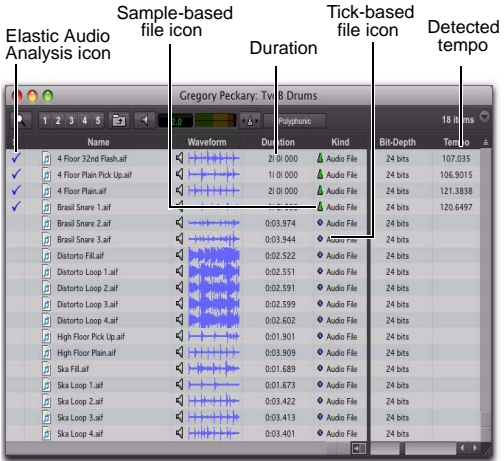 Elastic Audio Analysis icon
Sample-based file icon
Duration
Tick-based file icon
Detected tempo
Gregory Peckary: TvoB Drums
1 2 3 4 5 Polyphonic 18 items
Name Waveform Duration Kind Bit-Depth Tempo
4 Floor 32nd Flash.aif 2| 0| 000 Audio File 24 bits 107.035
4 Floor Plain Pick Up.aif 1| 0| 000 Audio File 24 bits 106.9015
4 Floor Plain.aif 2| 0| 000 Audio File 24 bits 121.3838
Brasil Snare 1.aif Audio File 24 bits 120.6497
Brasil Snare 2.aif 0:03.974 Audio File 24 bits
Brasil Snare 3.aif 0:03.944 Audio File 24 bits
Distorto Fill.aif 0:02.522 Audio File 24 bits
Distorto Loop 1.aif 0:02.551 Audio File 24 bits
Distorto Loop 2.aif 0:02.591 Audio File 24 bits
Distorto Loop 3.aif 0:02.599 Audio File 24 bits
Distorto Loop 4.aif 0:02.602 Audio File 24 bits
High Floor Pick Up.aif 0:01.901 Audio File 24 bits
High Floor Plain.aif 0:03.909 Audio File 24 bits
Ska Fill.aif 0:01.689 Audio File 24 bits
Ska Loop 1.aif 0:01.673 Audio File 24 bits
Ska Loop 2.aif 0:03.422 Audio File 24 bits
Ska Loop 3.aif 0:03.413 Audio File 24 bits
Ska Loop 4.aif 0:03.401 Audio File 24 bits